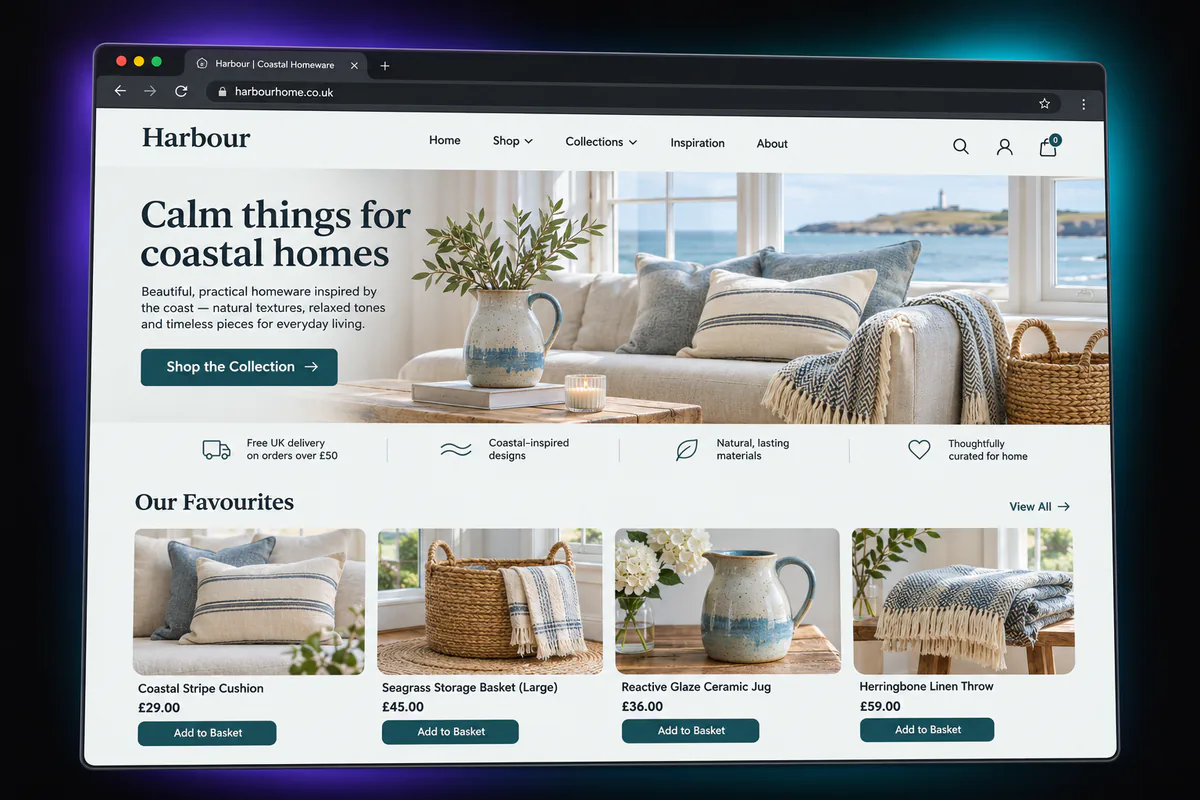 Harbour | Coastal Homeware
harbourhome.co.uk
Harbour
Home
Shop
Collections
Inspiration
About
0
Calm things for
coastal homes
Beautiful, practical homeware inspired by
the coast — natural textures, relaxed tones
and timeless pieces for everyday living.
Shop the Collection
Free UK delivery
on orders over £50
Coastal-inspired
designs
Natural, lasting
materials
Thoughtfully
curated for home
Our Favourites
View All
Coastal Stripe Cushion
£29.00
Add to Basket
Seagrass Storage Basket (Large)
£45.00
Add to Basket
Reactive Glaze Ceramic Jug
£36.00
Add to Basket
Herringbone Linen Throw
£59.00
Add to Basket